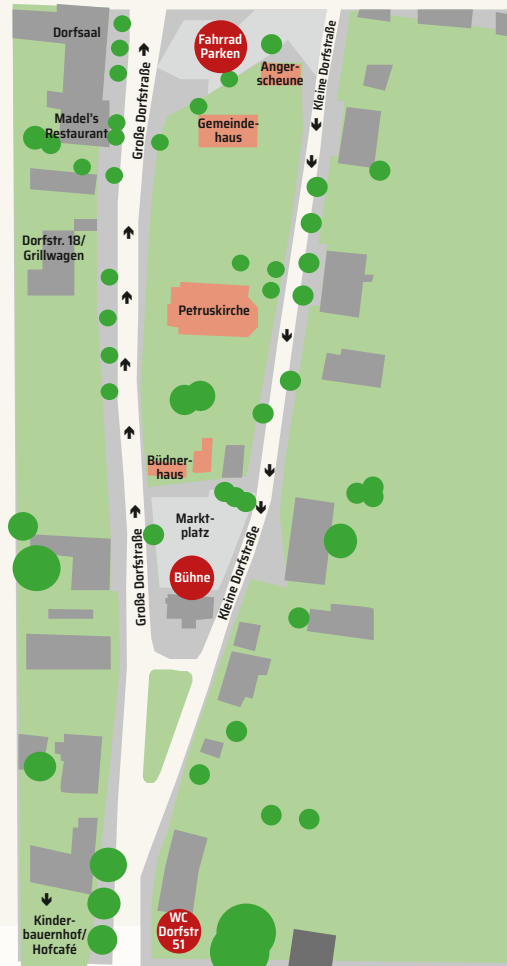 Dorfsaal
Fahrrad
Parken
Anger-
scheune
Kleine Dorfstraße
Große Dorfstraße
Madel's
Restaurant
Gemeinde-
haus
Dorfstr. 18/
Grillwagen
Petruskirche
Büdner-
haus
Markt-
platz
Große Dorfstraße
Kleine Dorfstraße
Bühne
Kinder-
bauernhof/
Hofcafé
WC
Dorfstr
51